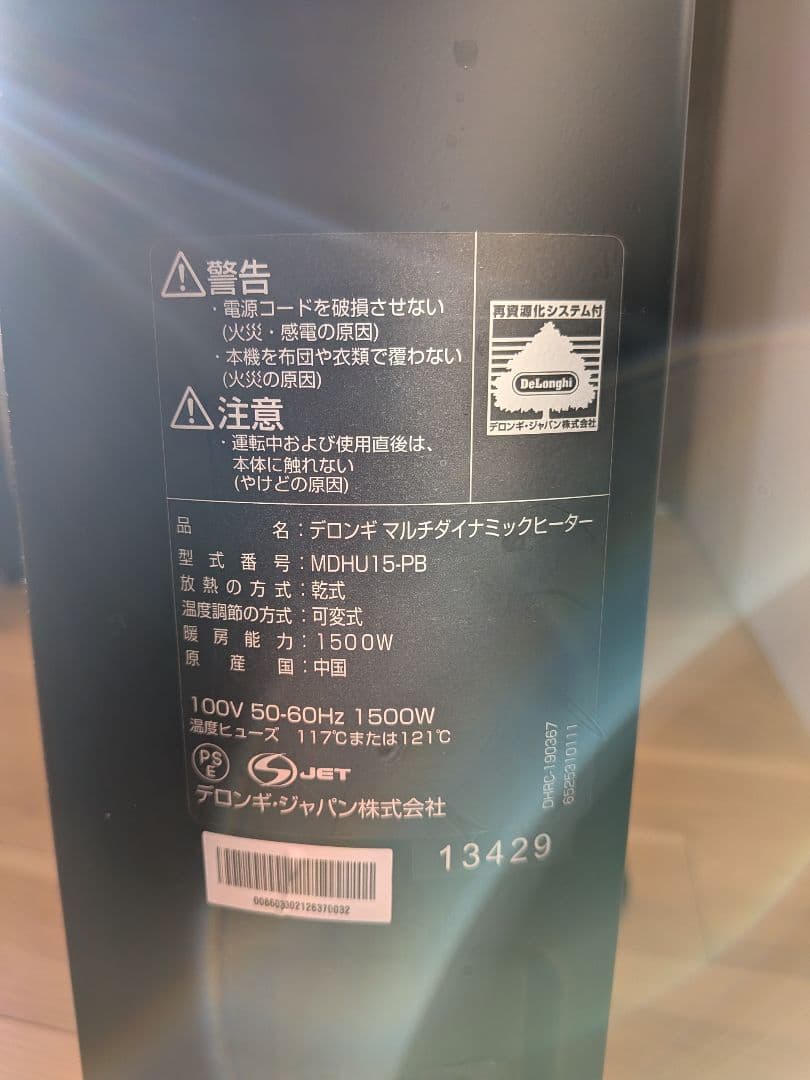 警告
・電源コードを破損させない
(火災・感電の原因)
・本機を布団や衣類で覆わない
(火災の原因)
注意
・運転中および使用直後は、
本体に触れない
(やけどの原因)
再資源化システム付
DeLonghi
デロンギ・ジャパン株式会社
品名:デロンギ マルチダイナミックヒーター
型式番号:MDHU15-PB
放熱の方式:乾式
温度調節の方式:可変式
暖房能力:1500W
原産国:中国
100V 50-60Hz 1500W
温度ヒューズ 117℃または121℃
PSE
JET
デロンギ・ジャパン株式会社
DHRC-190367
6525310111
13429
006603002126370032